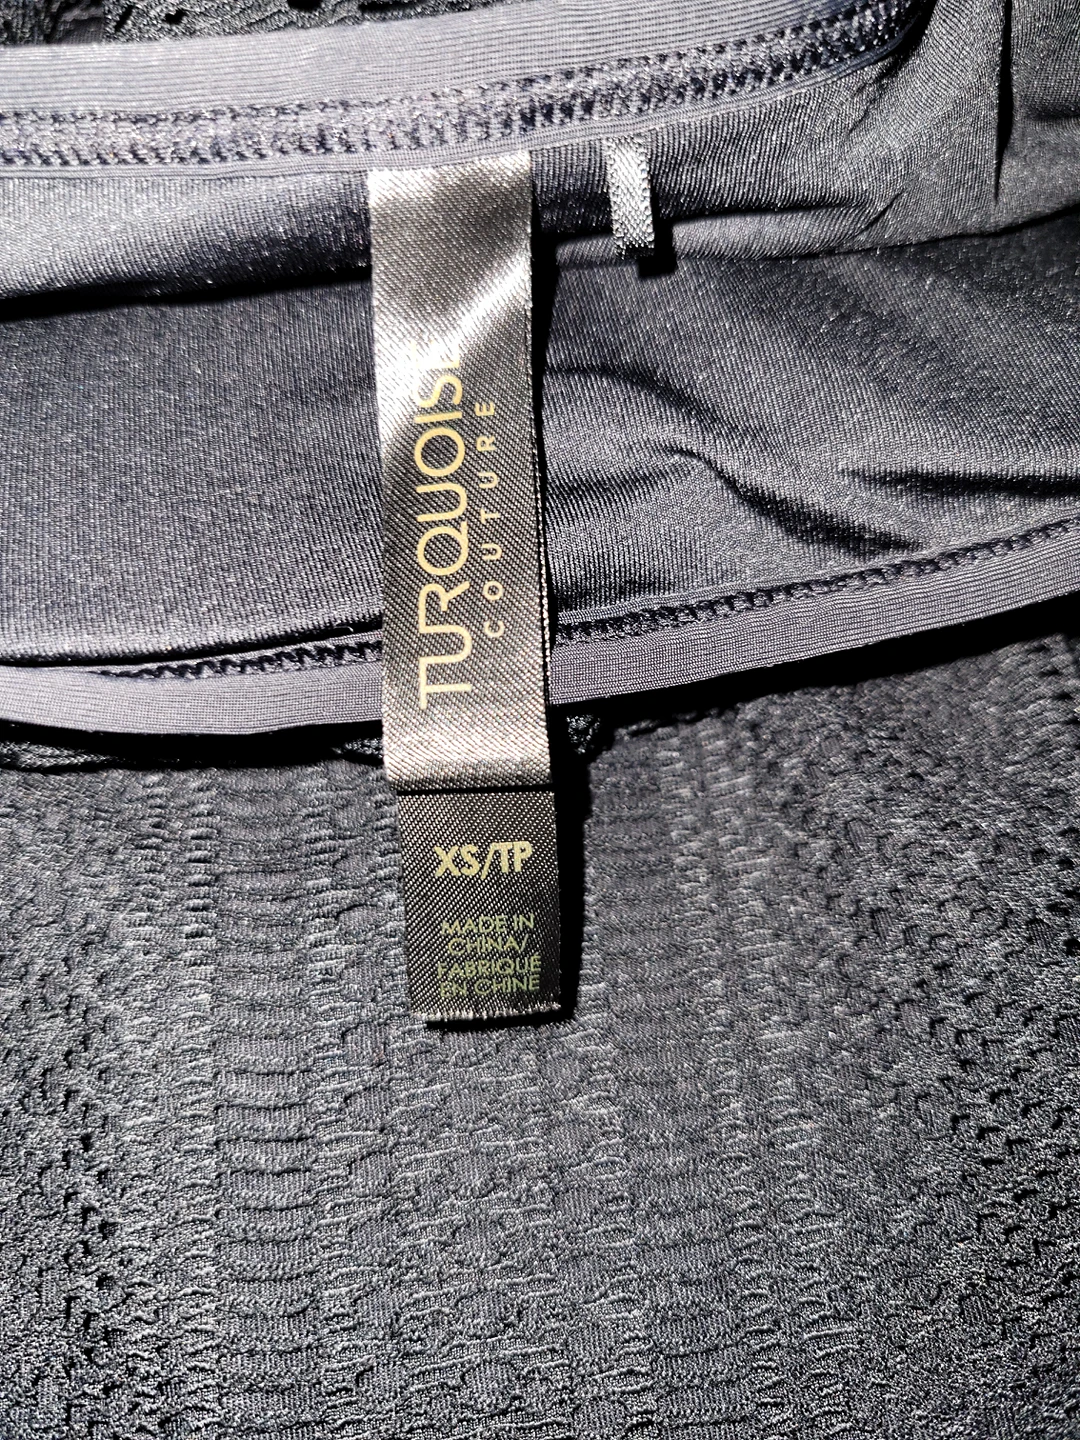 TURQUOISE
COUTURE
XS/TP
MADE IN
CHINA/
FABRIQUÉ
EN CHINE